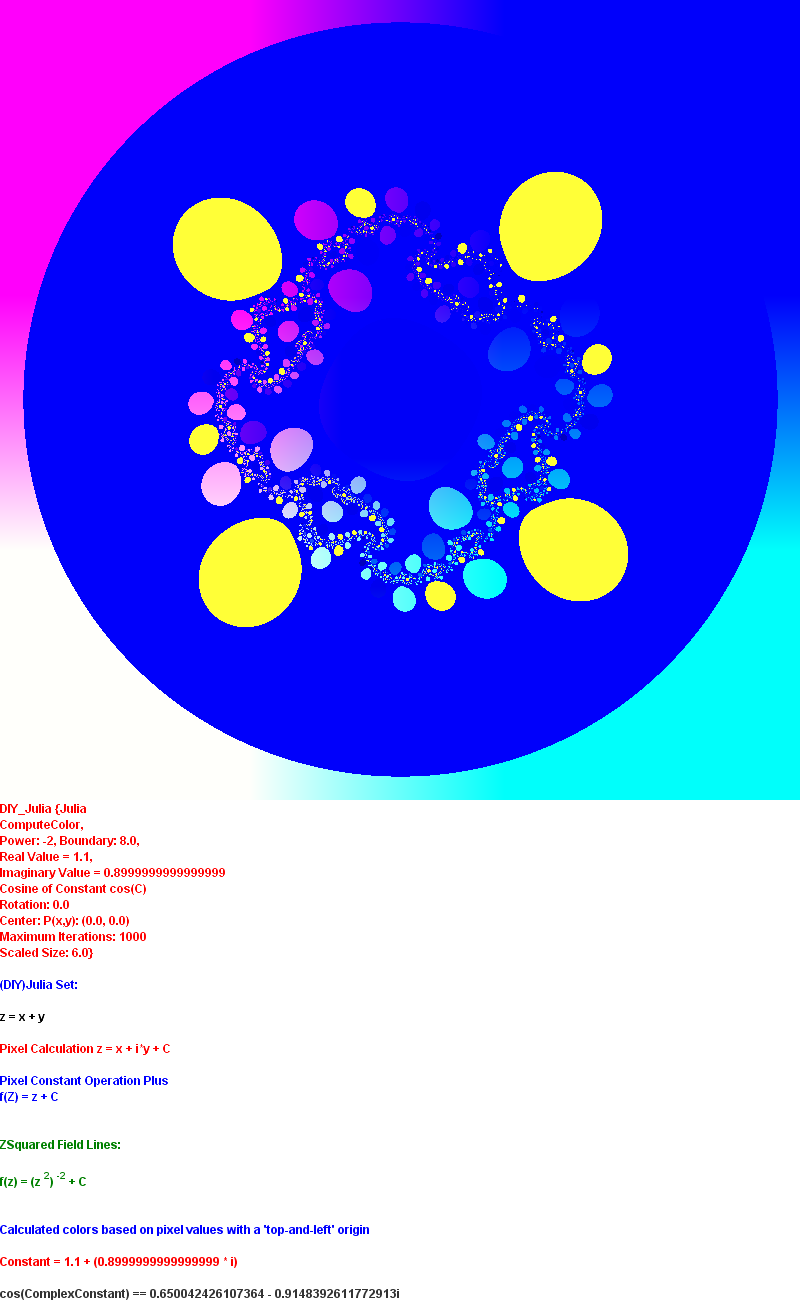 DIY_Julia {Julia
ComputeColor,
Power: -2, Boundary: 8.0,
Real Value = 1.1,
Imaginary Value = 0.8999999999999999
Cosine of Constant cos(C)
Rotation: 0.0
Center: P(x,y): (0.0, 0.0)
Maximum Iterations: 1000
Scaled Size: 6.0}
(DIY)Julia Set:
z = x + y
Pixel Calculation z = x + i*y + C
Pixel Constant Operation Plus
f(Z) = z + C
ZSquared Field Lines:
f(z) = (z ²) ⁻² + C
Calculated colors based on pixel values with a 'top-and-left' origin
Constant = 1.1 + (0.8999999999999999 * i)
cos(ComplexConstant) == 0.650042426107364 - 0.9148392611772913i